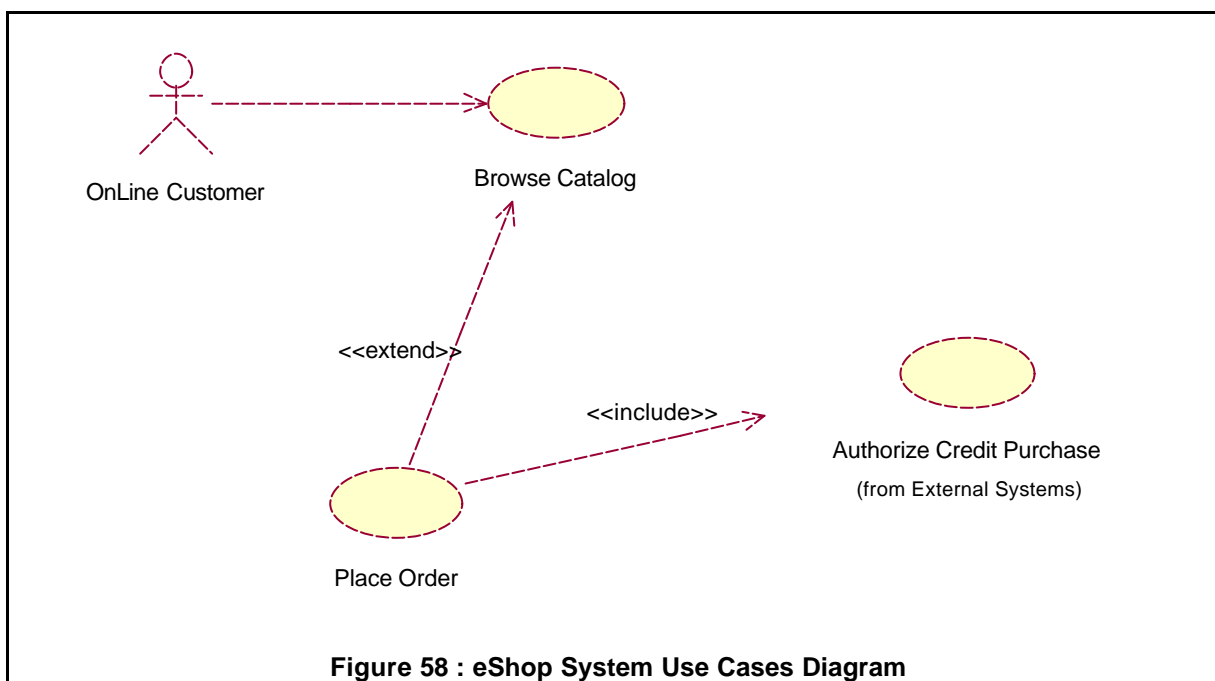 OnLine Customer
Browse Catalog
<<extend>>
<<include>>
Authorize Credit Purchase
(from External Systems)
Place Order
Figure 58 : eShop System Use Cases Diagram